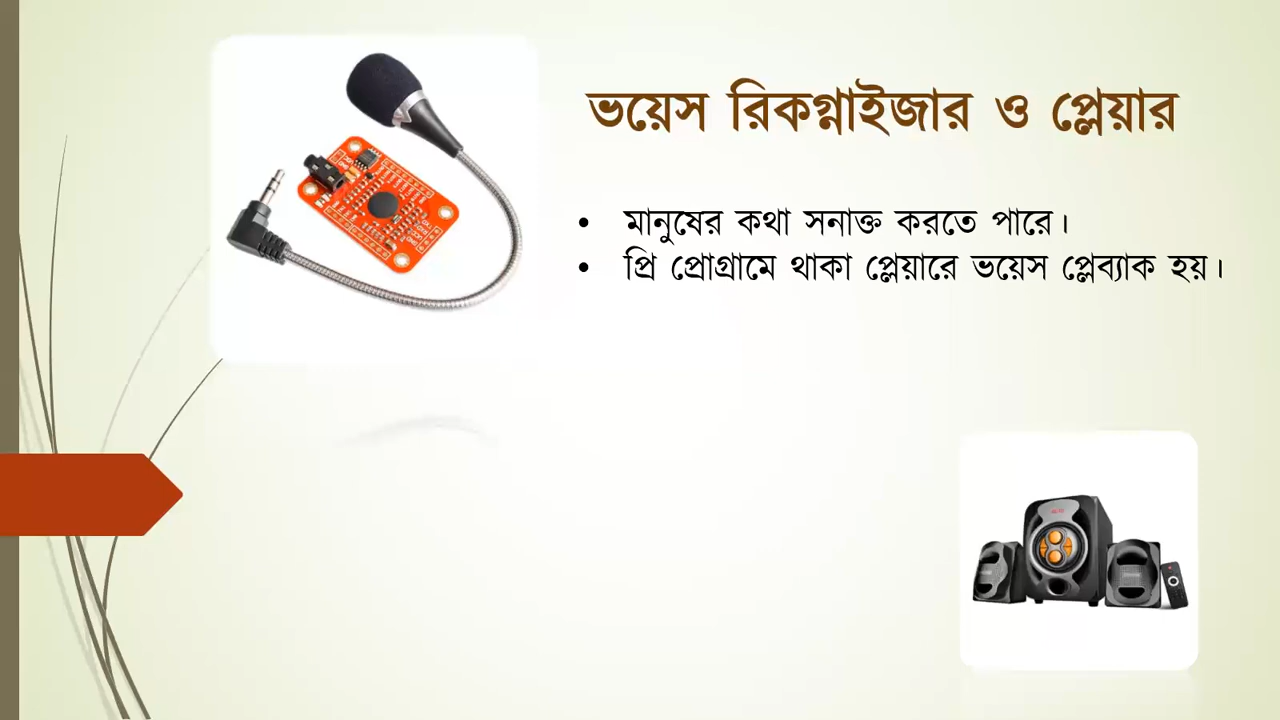 ভয়েস রিকগ্নাইজার ও প্লেয়ার
• মানুষের কথা সনাক্ত করতে পারে।
• প্রি প্রোগ্রামে থাকা প্লেয়ারে ভয়েস প্লেব্যাক হয়।